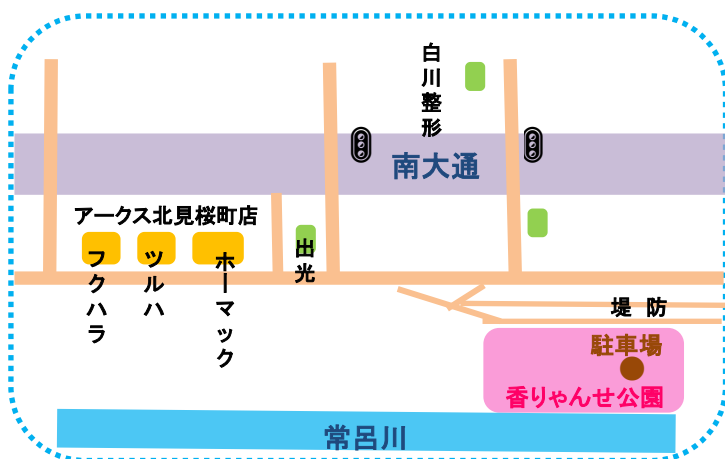 白川整形
南大通
アークス北見桜町店
フクハラ
ツルハ
ホーマック
出光
堤防
駐車場
香りゃんせ公園
常呂川